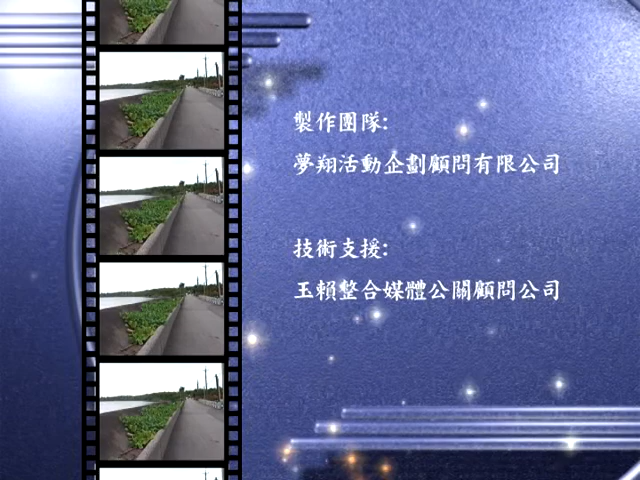 製作團隊:
夢翔活動企劃顧問有限公司
技術支援:
玉賴整合媒體公關顧問公司